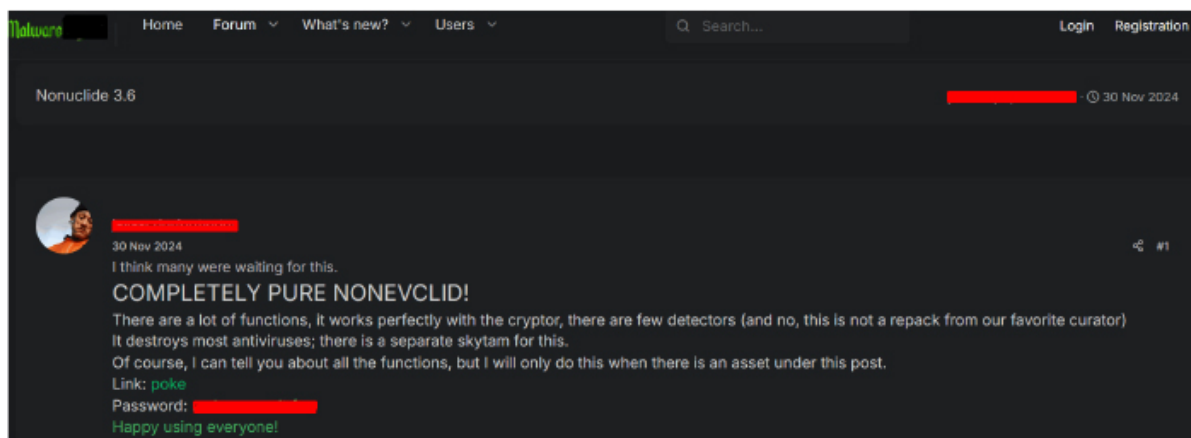 Malware
Home Forum What's new? Users Search... Login Registration
Nonuclide 3.6
30 Nov 2024
30 Nov 2024
#1
I think many were waiting for this.
COMPLETELY PURE NONEVCLID!
There are a lot of functions, it works perfectly with the cryptor, there are few detectors (and no, this is not a repack from our favorite curator)
It destroys most antiviruses; there is a separate skytam for this.
Of course, I can tell you about all the functions, but I will only do this when there is an asset under this post.
Link: poke
Password:
Happy using everyone!